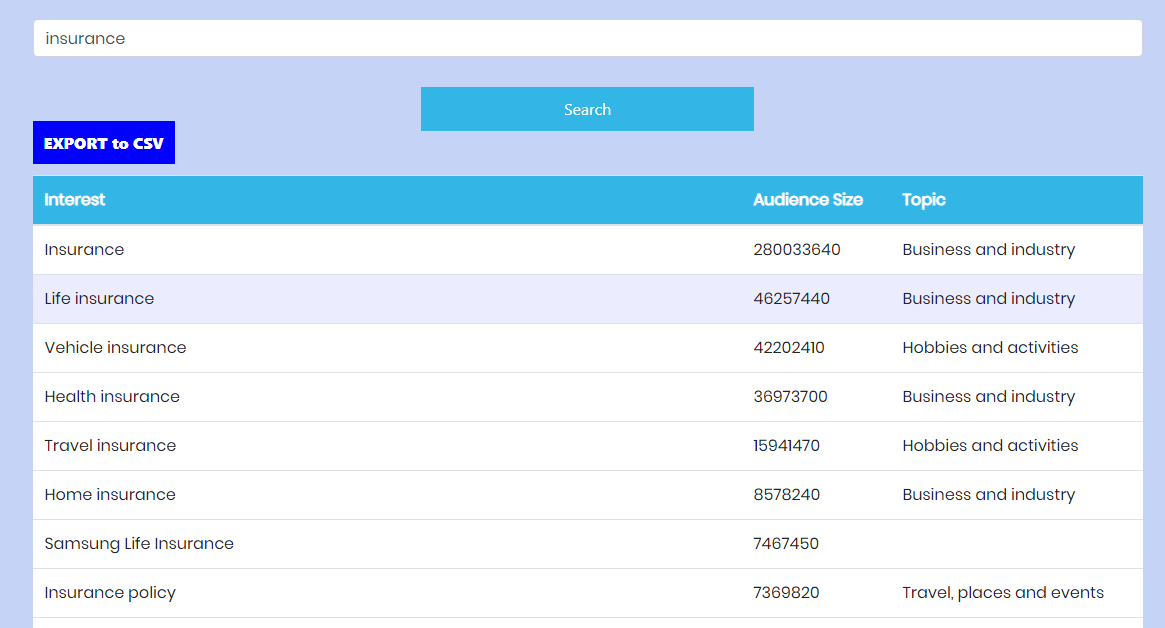 insurance
Search
EXPORT to CSV
Interest Audience Size Topic
Insurance 280033640 Business and industry
Life insurance 46257440 Business and industry
Vehicle insurance 42202410 Hobbies and activities
Health insurance 36973700 Business and industry
Travel insurance 15941470 Hobbies and activities
Home insurance 8578240 Business and industry
Samsung Life Insurance 7467450
Insurance policy 7369820 Travel, places and events